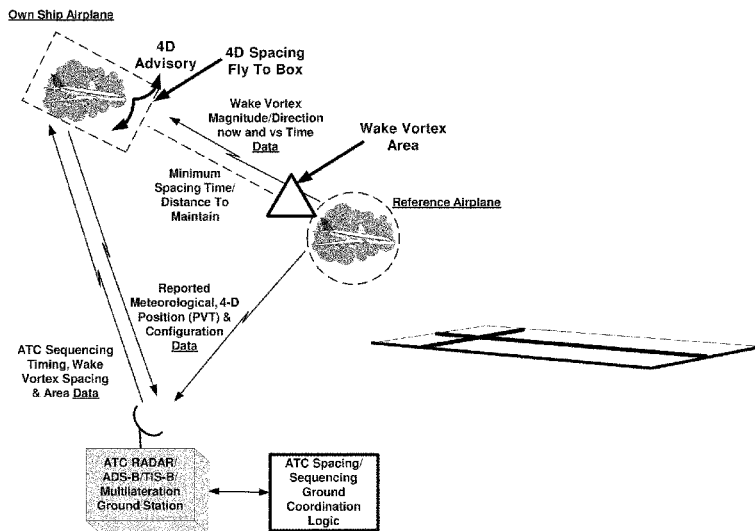 Own Ship Airplane
4D
Advisory
4D Spacing
Fly To Box
Wake Vortex
Magnitude/Direction
now and vs Time
Data
Wake Vortex
Area
Minimum
Spacing Time/
Distance To
Maintain
Reference Airplane
Reported
Meteorological, 4-D
Position (PVT) &
Configuration
Data
ATC Sequencing
Timing, Wake
Vortex Spacing
& Area Data
ATC RADAR/
ADS-B/TIS-B/
Multilateration
Ground Station
ATC Spacing/
Sequencing
Ground
Coordination
Logic